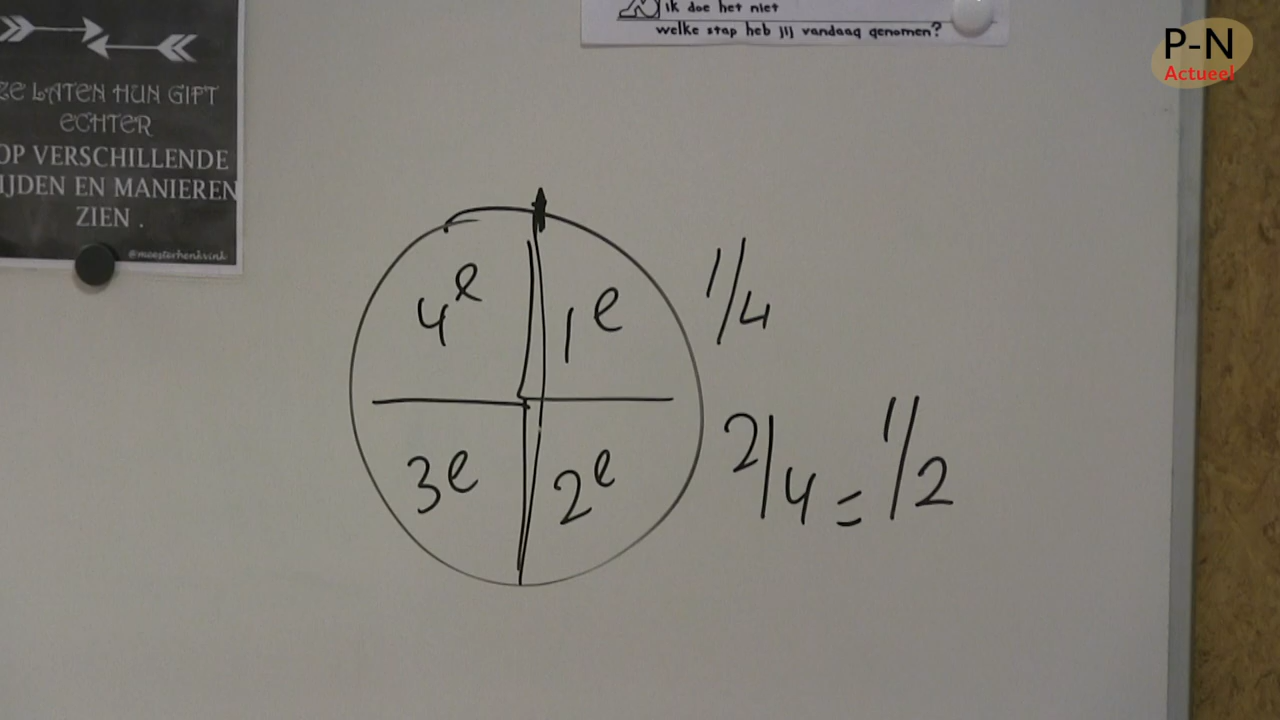 ZE LATEN HUN GIFT
ECHTER
OP VERSCHILLENDE
IJDEN EN MANIEREN
ZIEN .
@meesterhenkvink
ik doe het niet
welke stap heb jij vandaag genomen?
P-N
Actueel
4e 1e
3e 2e
1/4
2/4 = 1/2